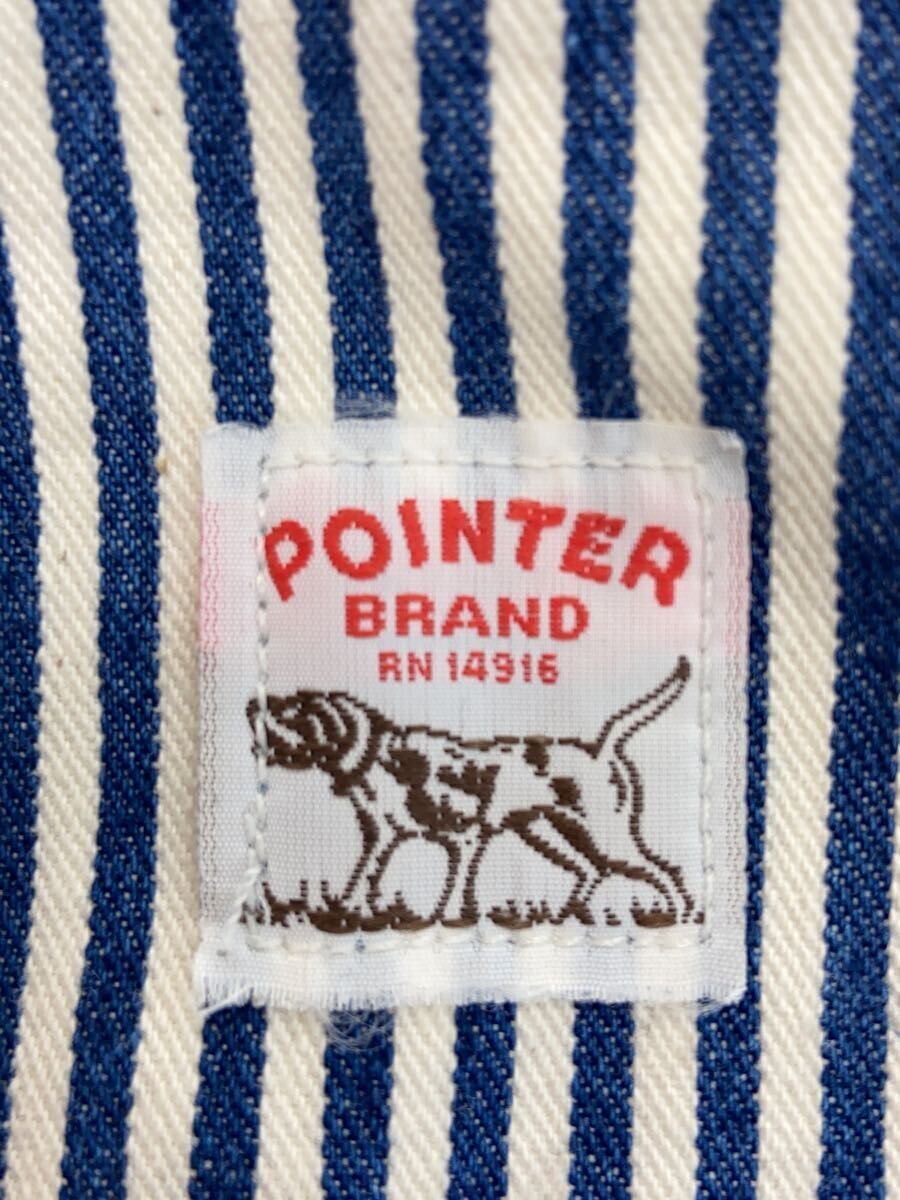 POINTER
BRAND
RN 14916